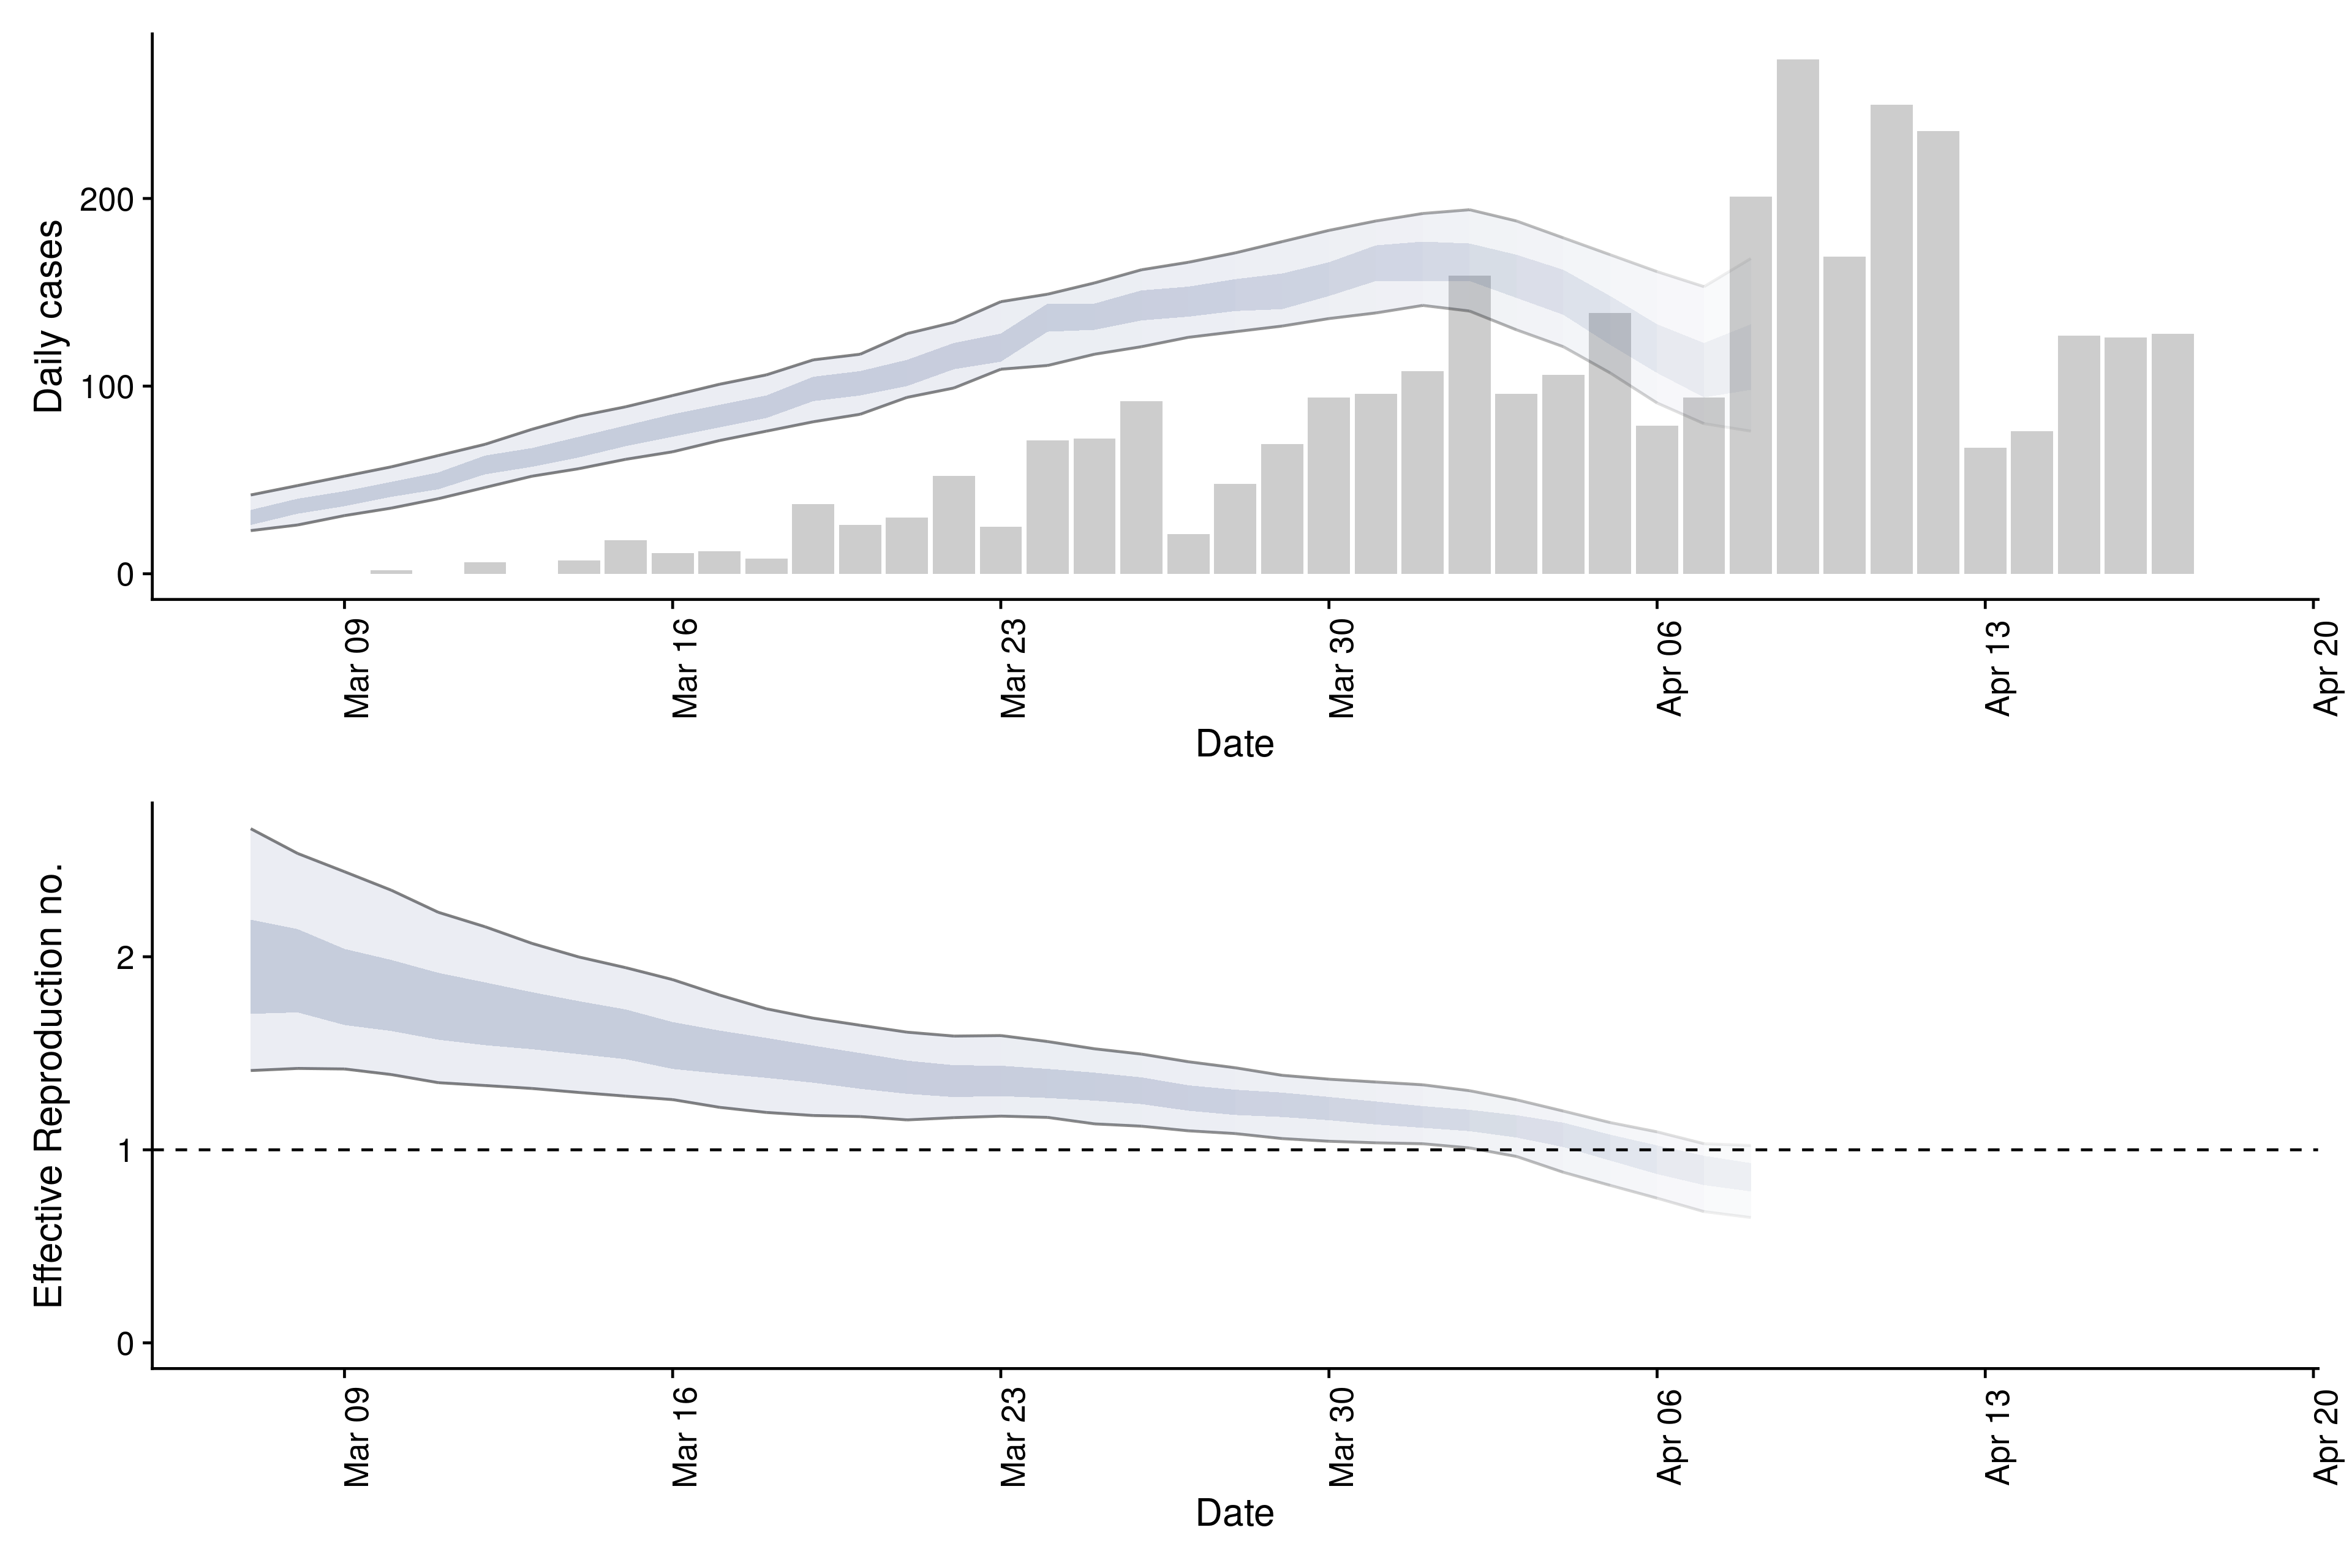 Daily cases
200
100
0
Mar 09
Mar 16
Mar 23
Mar 30
Apr 06
Apr 13
Apr 20
Date
Effective Reproduction no.
2
1
0
Mar 09
Mar 16
Mar 23
Mar 30
Apr 06
Apr 13
Apr 20
Date